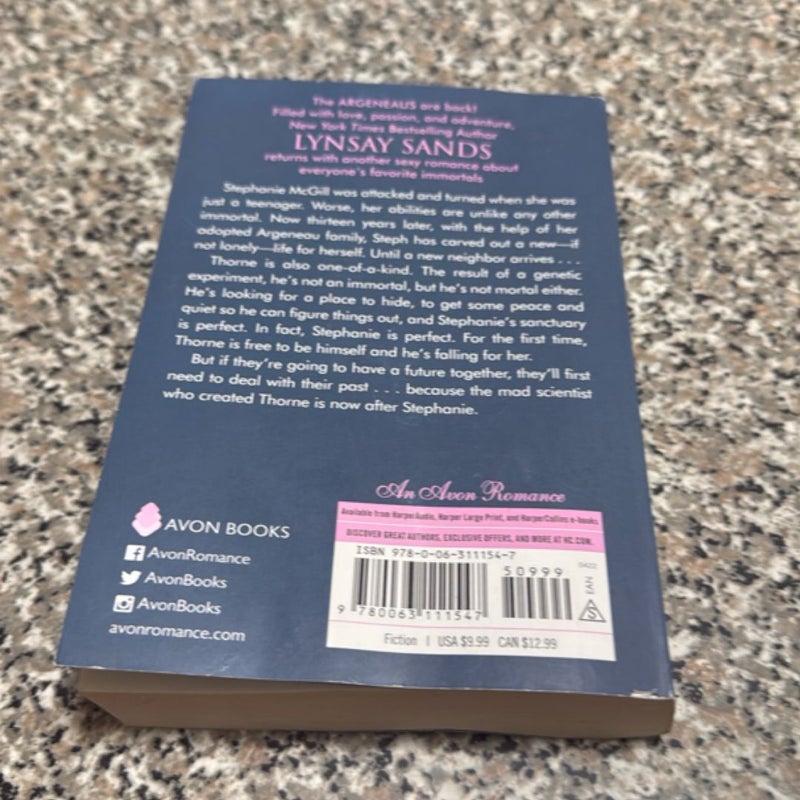 The ARGENEAUS are back!
Filled with love, passion, and adventure,
New York Times Bestselling Author
LYNSAY SANDS
returns with another sexy romance about
everyone's favorite immortals
Stephanie McGill was attacked and turned when she was
just a teenager. Worse, her abilities are unlike any other
immortal. Now thirteen years later, with the help of her
adopted Argeneau family, Steph has carved out a new—if
not lonely—life for herself. Until a new neighbor arrives . . .
Thorne is also one-of-a-kind. The result of a genetic
experiment, he's not an immortal, but he's not mortal either.
He's looking for a place to hide, to get some peace and
quiet so he can figure things out, and Stephanie's sanctuary
is perfect. In fact, Stephanie is perfect. For the first time,
Thorne is free to be himself and he's falling for her.
But if they're going to have a future together, they'll first
need to deal with their past . . . because the mad scientist
who created Thorne is now after Stephanie.
An Avon Romance
Available from HarperAudio, Harper Large Print, and HarperCollins e-books
DISCOVER GREAT AUTHORS, EXCLUSIVE OFFERS, AND MORE AT HC.COM.
AVON BOOKS
AvonRomance
AvonBooks
AvonBooks
avonromance.com
ISBN 978-0-06-311154-7
50999
0422
EAN
S
9 780063 111547
Fiction | USA $9.99 CAN $12.99